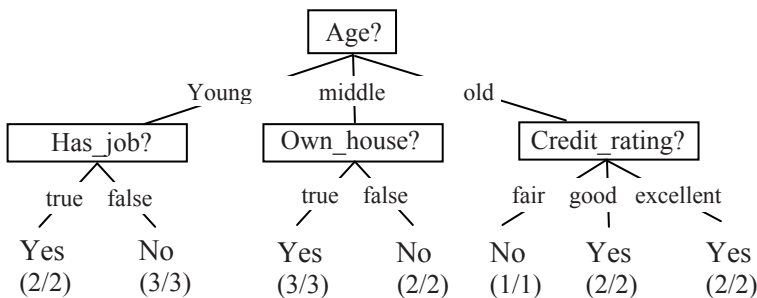 Age?
Young middle old
Has_job? Own_house? Credit_rating?
true false true false fair good excellent
Yes No Yes No No Yes Yes
(2/2) (3/3) (3/3) (2/2) (1/1) (2/2) (2/2)